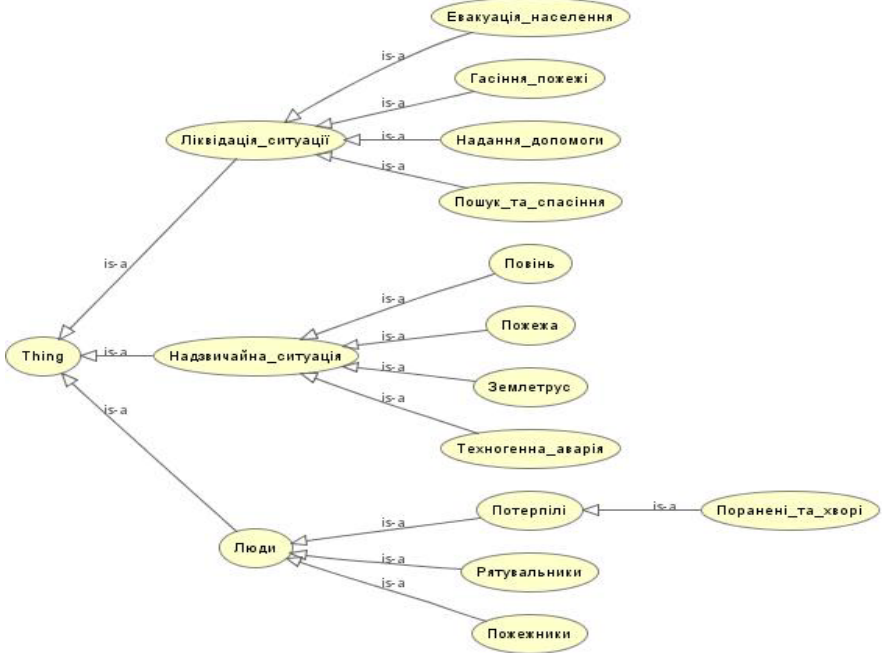 Евакуація_населення
is-a
Гасіння_пожежі
is-a
Ліквідація_ситуації
is-a
Надання_допомоги
is-a
Пошук_та_спасіння
is-a
Повінь
is-a
Пожежа
is-a
Thing
is-a
Надзвичайна_ситуація
is-a
Землетрус
is-a
Техногенна_аварія
is-a
Потерпілі
is-a
Поранені_та_хворі
is-a
Люди
is-a
Рятувальники
is-a
Пожежники